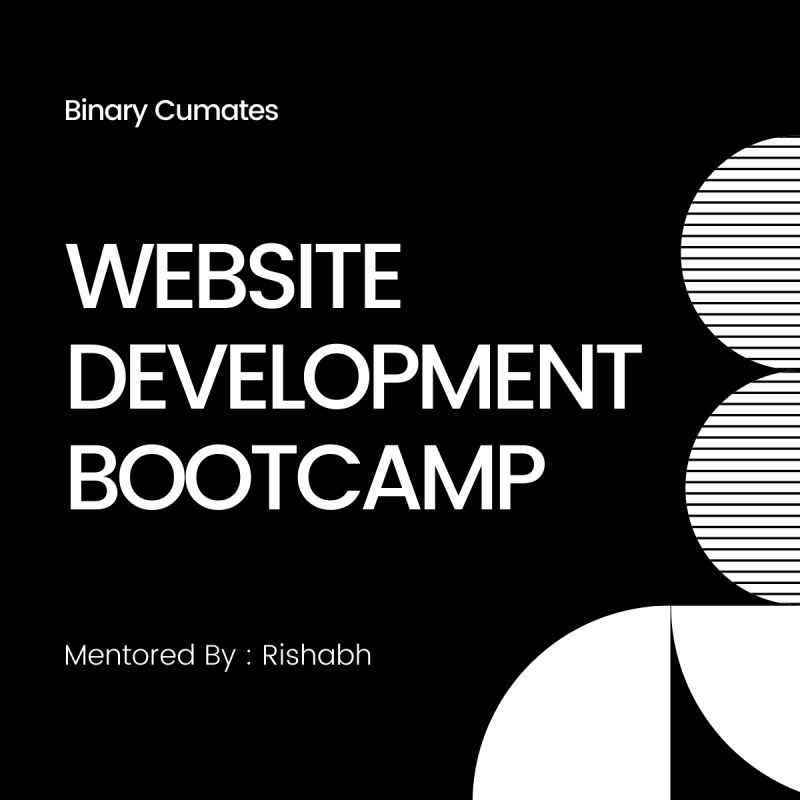 Binary Cumates
WEBSITE
DEVELOPMENT
BOOTCAMP
Mentored By : Rishabh